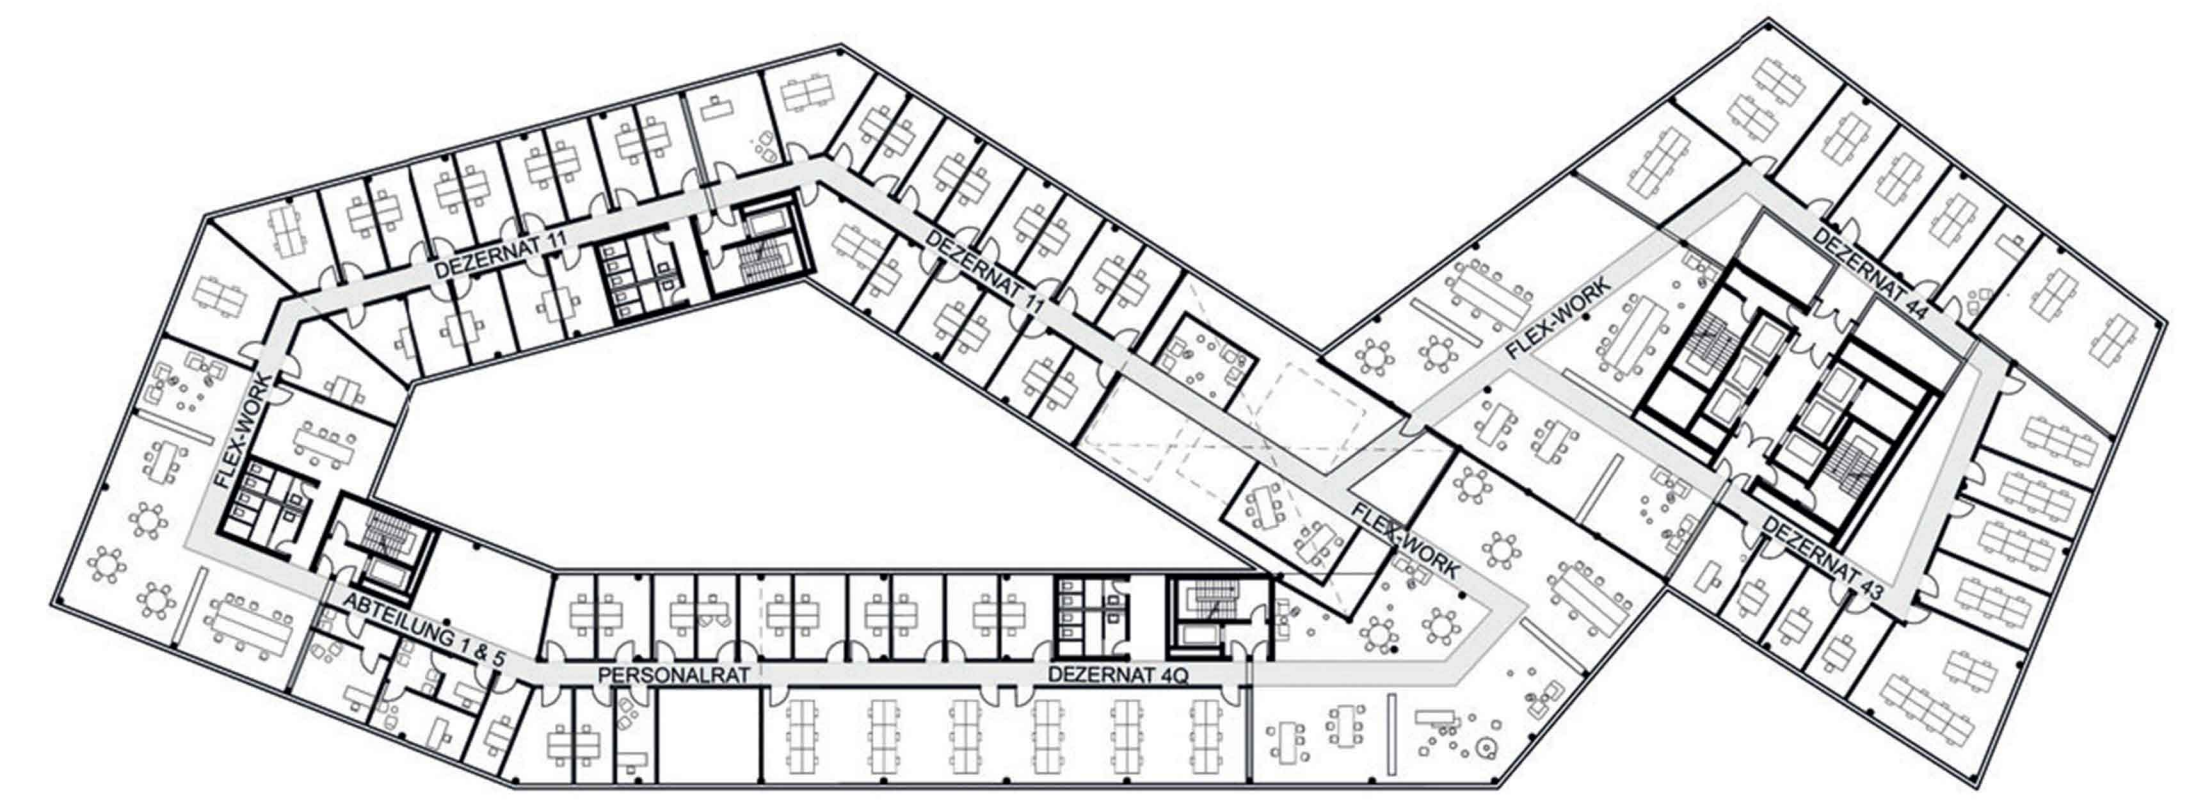 DEZERNAT 11
DEZERNAT 11
FLEX-WORK
DEZERNAT 44
FLEX-WORK
FLEX-WORK
DEZERNAT 43
ABTEILUNG 1 & 5
PERSONALRAT
DEZERNAT 4Q